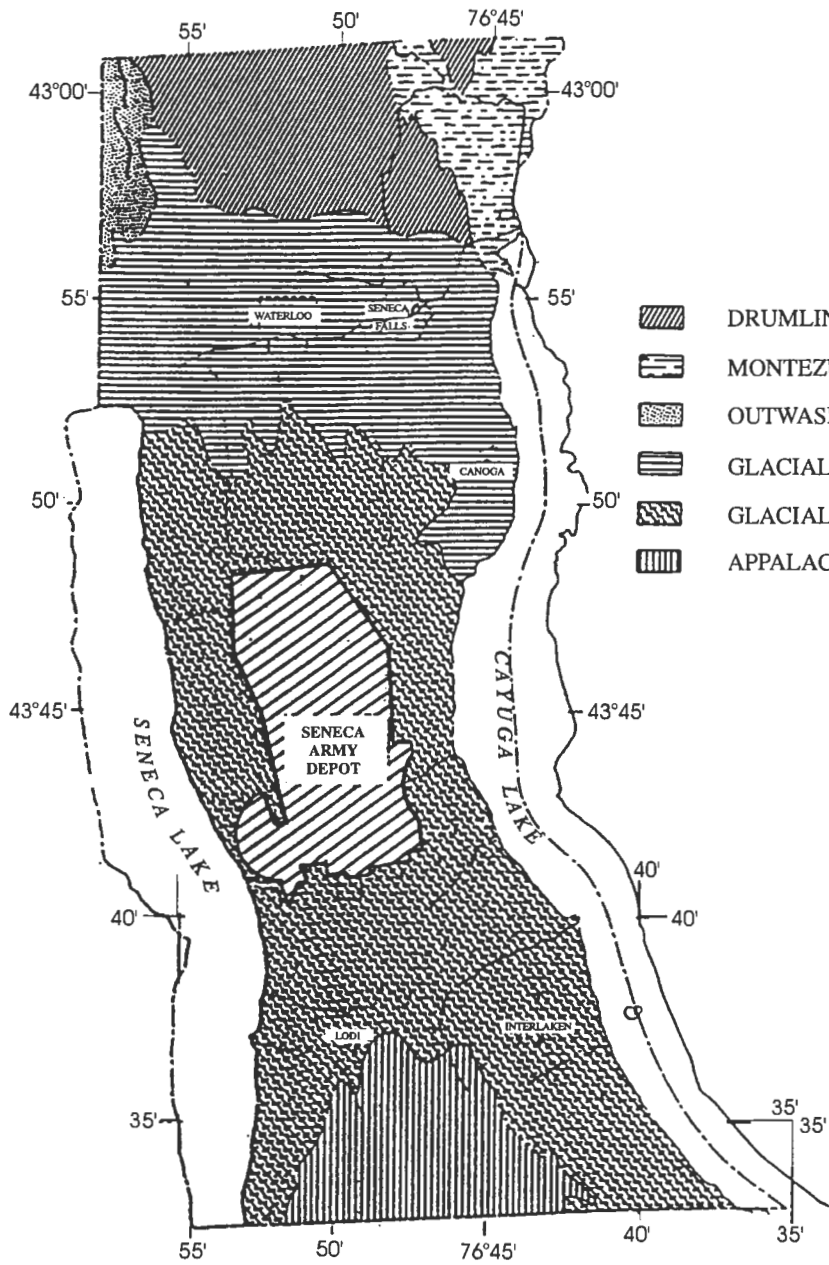 55'
50'
76°45'
43°00'
43°00'
55'
55'
WATERLOO
SENECA
FALLS
DRUMLIN
MONTEZ
OUTWAS
GLACIAL
GLACIAL
APPALAC
CANOGA
50'
50'
43°45'
43°45'
SENECA
ARMY
DEPOT
SENECA LAKE
CAYUGA LAKE
40'
40'
40'
LODI
INTERLAKEN
35'
35'
35'
55'
50'
76°45'
40'
35'